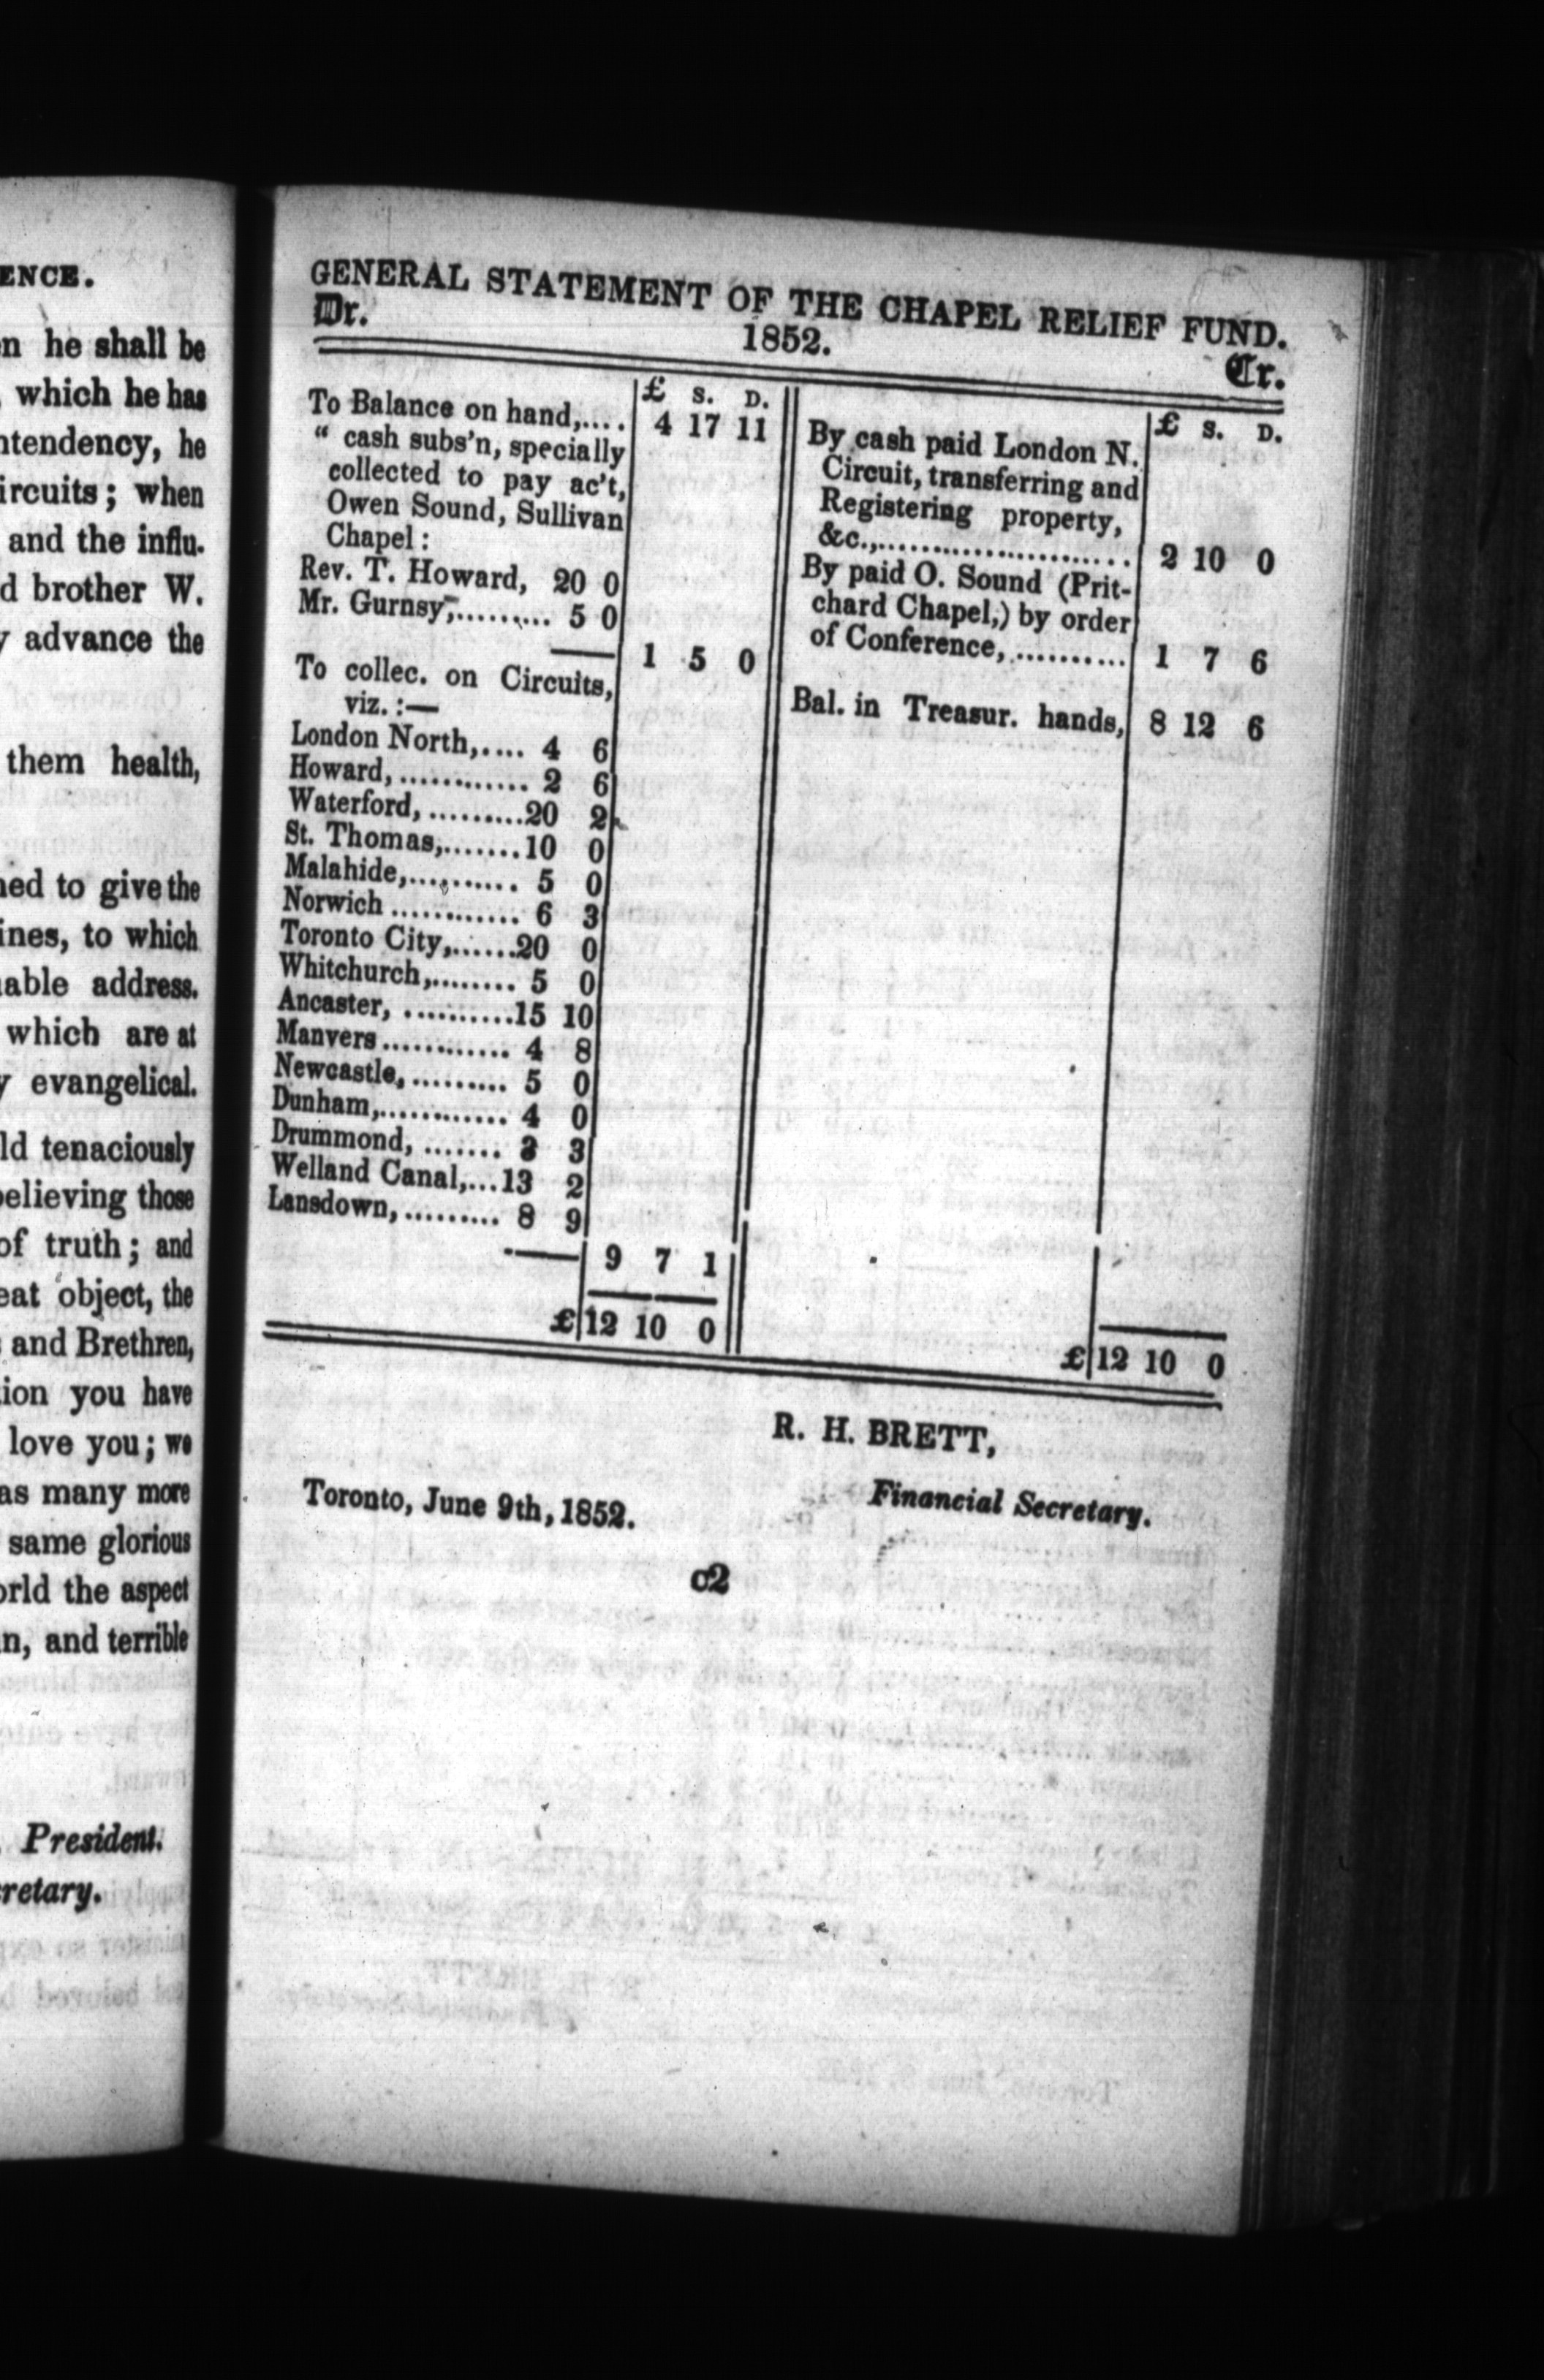 ENCE.
n he shall be
which he has
ntendency, he
ircuits; when
and the influ.
d brother W.
y advance the
them health,
ned to give the
ines, to which
able address.
which are at
y evangelical.
ld tenaciously
believing those
of truth; and
eat object, the
and Brethren,
tion you have
love you; we
as many more
same glorious
orld the aspect
n, and terrible
President.
cretary.
GENERAL STATEMENT OF THE CHAPEL RELIEF FUND.
Dr. 1852. Cr.
£ S. D.
To Balance on hand,.... 4 17 11
“ cash subs'n, specially
collected to pay ac't,
Owen Sound, Sullivan
Chapel:
Rev. T. Howard, 20 0
Mr. Gurnsy,......... 5 0
1 5 0
To collec. on Circuits,
viz.:—
London North,.... 4 6
Howard,............ 2 6
Waterford,.........20 2
St. Thomas,.......10 0
Malahide,.......... 5 0
Norwich ............ 6 3
Toronto City,......20 0
Whitchurch,........ 5 0
Ancaster, ..........15 10
Manvers............ 4 8
Newcastle,......... 5 0
Dunham,............ 4 0
Drummond, ....... 3 3
Welland Canal,...13 2
Lansdown,......... 8 9
9 7 1
£ 12 10 0
£ S. D.
By cash paid London N.
Circuit, transferring and
Registering property,
&c.,...................... 2 10 0
By paid O. Sound (Prit-
chard Chapel,) by order
of Conference,........... 1 7 6
Bal. in Treasur. hands, 8 12 6
£ 12 10 0
R. H. BRETT,
Financial Secretary.
Toronto, June 9th, 1852.
c2